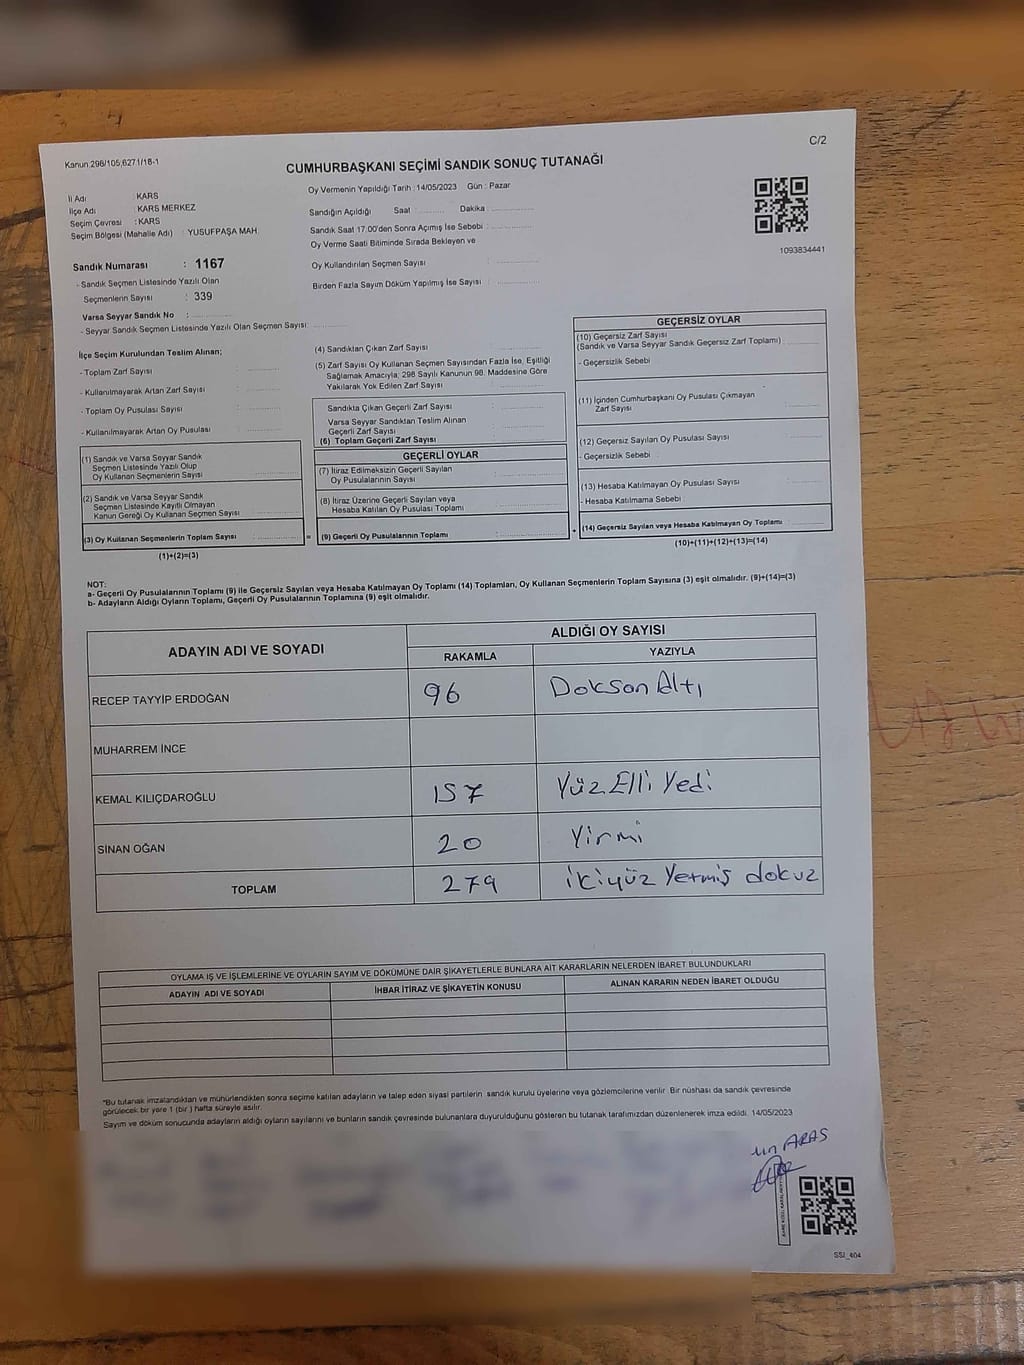 Kanun 298/105,6271/18-1
C/2
CUMHURBAŞKANI SEÇİMİ SANDIK SONUÇ TUTANAĞI
İl Adı : KARS
İlçe Adı : KARS MERKEZ
Seçim Çevresi : KARS
Seçim Bölgesi (Mahalle Adı) : YUSUFPAŞA MAH.
Sandık Numarası : 1167
- Sandık Seçmen Listesinde Yazılı Olan
Seçmenlerin Sayısı : 339
Varsa Seyyar Sandık No :
- Seyyar Sandık Seçmen Listesinde Yazılı Olan Seçmen Sayısı:
Oy Vermenin Yapıldığı Tarih : 14/05/2023 Gün : Pazar
Sandığın Açıldığı Saat : Dakika :
Sandık Saat 17.00'den Sonra Açılmış İse Sebebi :
Oy Verme Saati Bitiminde Sırada Bekleyen ve
Oy Kullandırılan Seçmen Sayısı :
Birden Fazla Sayım Döküm Yapılmış İse Sayısı :
1093834441
İlçe Seçim Kurulundan Teslim Alınan;
- Toplam Zarf Sayısı :
- Kullanılmayarak Artan Zarf Sayısı :
- Toplam Oy Pusulası Sayısı :
- Kullanılmayarak Artan Oy Pusulası :
(1) Sandık ve Varsa Seyyar Sandık
Seçmen Listesinde Yazılı Olup
Oy Kullanan Seçmenlerin Sayısı :
(2) Sandık ve Varsa Seyyar Sandık
Seçmen Listesinde Kayıtlı Olmayan
Kanun Gereği Oy Kullanan Seçmen Sayısı :
(3) Oy Kullanan Seçmenlerin Toplam Sayısı :
(1)+(2)=(3)
(4) Sandıktan Çıkan Zarf Sayısı :
(5) Zarf Sayısı Oy Kullanan Seçmen Sayısından Fazla İse, Eşitliği
Sağlamak Amacıyla, 298 Sayılı Kanunun 98. Maddesine Göre
Yakılarak Yok Edilen Zarf Sayısı :
Sandıkta Çıkan Geçerli Zarf Sayısı :
Varsa Seyyar Sandıktan Teslim Alınan
Geçerli Zarf Sayısı :
(6) Toplam Geçerli Zarf Sayısı :
GEÇERLİ OYLAR
(7) İtiraz Edilmeksizin Geçerli Sayılan
Oy Pusulalarının Sayısı :
(8) İtiraz Üzerine Geçerli Sayılan veya
Hesaba Katılan Oy Pusulası Toplamı :
= (9) Geçerli Oy Pusulalarının Toplamı :
GEÇERSİZ OYLAR
(10) Geçersiz Zarf Sayısı
(Sandık ve Varsa Seyyar Sandık Geçersiz Zarf Toplamı) :
- Geçersizlik Sebebi
(11) İçinden Cumhurbaşkanı Oy Pusulası Çıkmayan
Zarf Sayısı :
(12) Geçersiz Sayılan Oy Pusulası Sayısı :
- Geçersizlik Sebebi :
(13) Hesaba Katılmayan Oy Pusulası Sayısı :
- Hesaba Katılmama Sebebi :
+ (14) Geçersiz Sayılan veya Hesaba Katılmayan Oy Toplamı :
(10)+(11)+(12)+(13)=(14)
NOT:
a- Geçerli Oy Pusulalarının Toplamı (9) ile Geçersiz Sayılan veya Hesaba Katılmayan Oy Toplamı (14) Toplamları, Oy Kullanan Seçmenlerin Toplam Sayısına (3) eşit olmalıdır. (9)+(14)=(3)
b- Adayların Aldığı Oyların Toplamı, Geçerli Oy Pusulalarının Toplamına (9) eşit olmalıdır.
ADAYIN ADI VE SOYADI ALDIĞI OY SAYISI
RAKAMLA YAZIYLA
RECEP TAYYİP ERDOĞAN 96 Doksan Altı
MUHARREM İNCE
KEMAL KILIÇDAROĞLU 157 Yüz Elli Yedi
SİNAN OĞAN 20 Yirmi
TOPLAM 279 ikiyüz Yetmiş dokuz
OYLAMA İŞ VE İŞLEMLERİNE VE OYLARIN SAYIM VE DÖKÜMÜNE DAİR ŞİKAYETLERLE BUNLARA AİT KARARLARIN NELERDEN İBARET BULUNDUKLARI
ADAYIN ADI VE SOYADI İHBAR İTİRAZ VE ŞİKAYETİN KONUSU ALINAN KARARIN NEDEN İBARET OLDUĞU
*Bu tutanak imzalandıktan ve mühürlendikten sonra seçime katılan adayların ve talep eden siyasi partilerin sandık kurulu üyelerine veya gözlemcilerine verilir. Bir nüshası da sandık çevresinde
görülecek bir yere 1 (bir ) hafta süreyle asılır.
Sayım ve döküm sonucunda adayların aldığı oyların sayılarını ve bunların sandık çevresinde bulunanlara duyurulduğunu gösteren bu tutanak tarafımızdan düzenlenerek imza edildi. 14/05/2023
ARAS
SSI_404